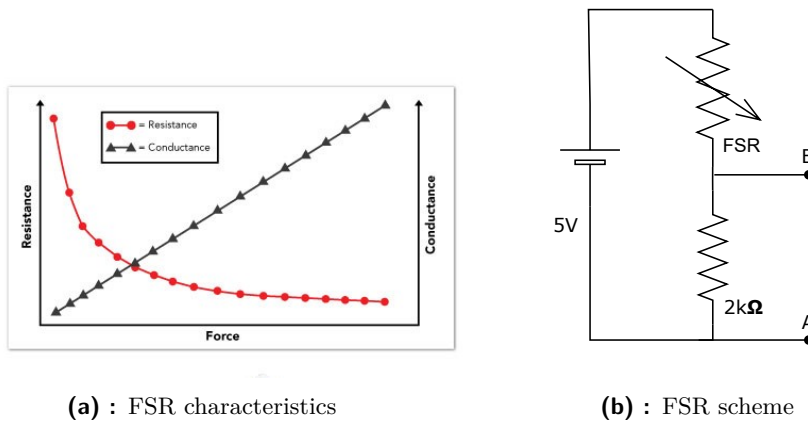 Resistance
= Resistance
= Conductance
Conductance
Force
FSR
B
5V
2kΩ
A
(a) : FSR characteristics
(b) : FSR scheme